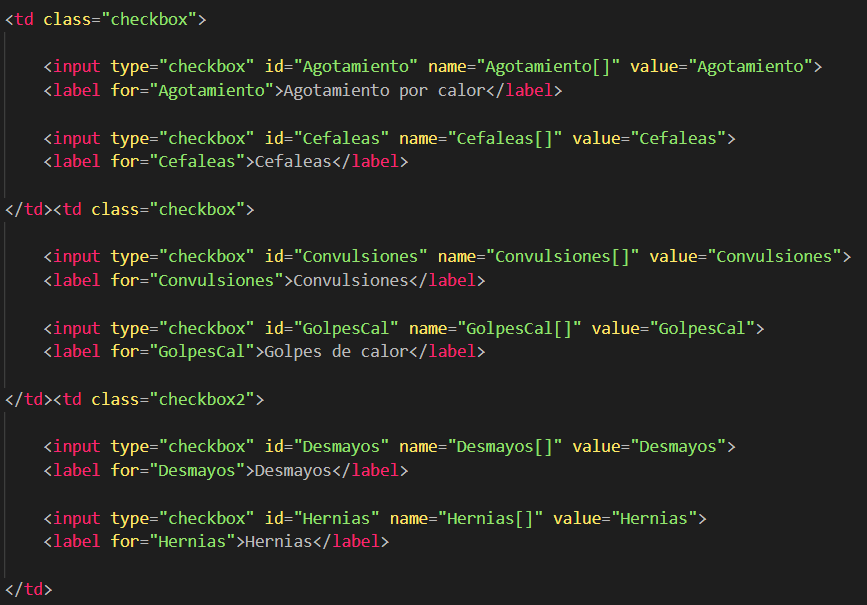 <td class="checkbox">
<input type="checkbox" id="Agotamiento" name="Agotamiento[]" value="Agotamiento">
<label for="Agotamiento">Agotamiento por calor</label>
<input type="checkbox" id="Cefaleas" name="Cefaleas[]" value="Cefaleas">
<label for="Cefaleas">Cefaleas</label>
</td><td class="checkbox">
<input type="checkbox" id="Convulsiones" name="Convulsiones[]" value="Convulsiones">
<label for="Convulsiones">Convulsiones</label>
<input type="checkbox" id="GolpesCal" name="GolpesCal[]" value="GolpesCal">
<label for="GolpesCal">Golpes de calor</label>
</td><td class="checkbox2">
<input type="checkbox" id="Desmayos" name="Desmayos[]" value="Desmayos">
<label for="Desmayos">Desmayos</label>
<input type="checkbox" id="Hernias" name="Hernias[]" value="Hernias">
<label for="Hernias">Hernias</label>
</td>